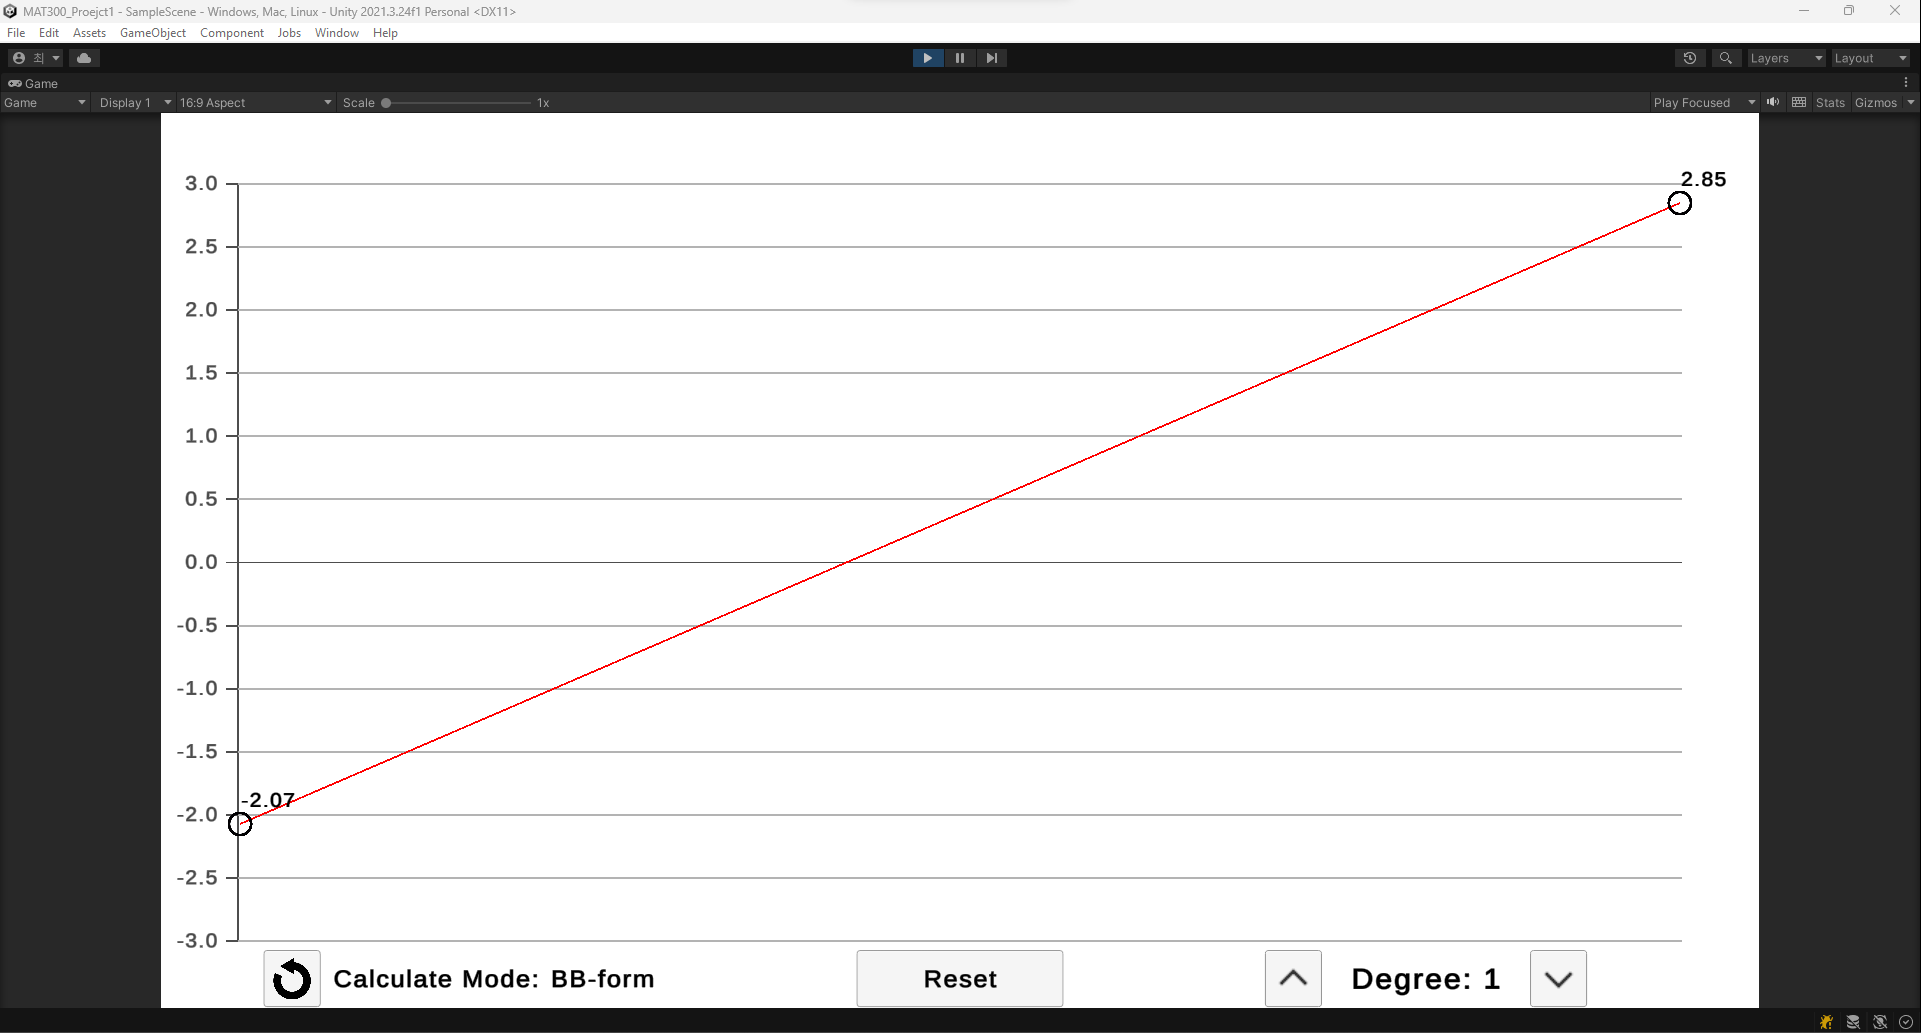 MAT300_Proejct1 - SampleScene - Windows, Mac, Linux - Unity 2021.3.24f1 Personal <DX11>
File Edit Assets GameObject Component Jobs Window Help
최 Layers Layout
Game
Game Display 1 16:9 Aspect Scale 1x Play Focused Stats Gizmos
2.85
3.0
2.5
2.0
1.5
1.0
0.5
0.0
-0.5
-1.0
-1.5
-2.07
-2.0
-2.5
-3.0
Calculate Mode: BB-form Reset Degree: 1